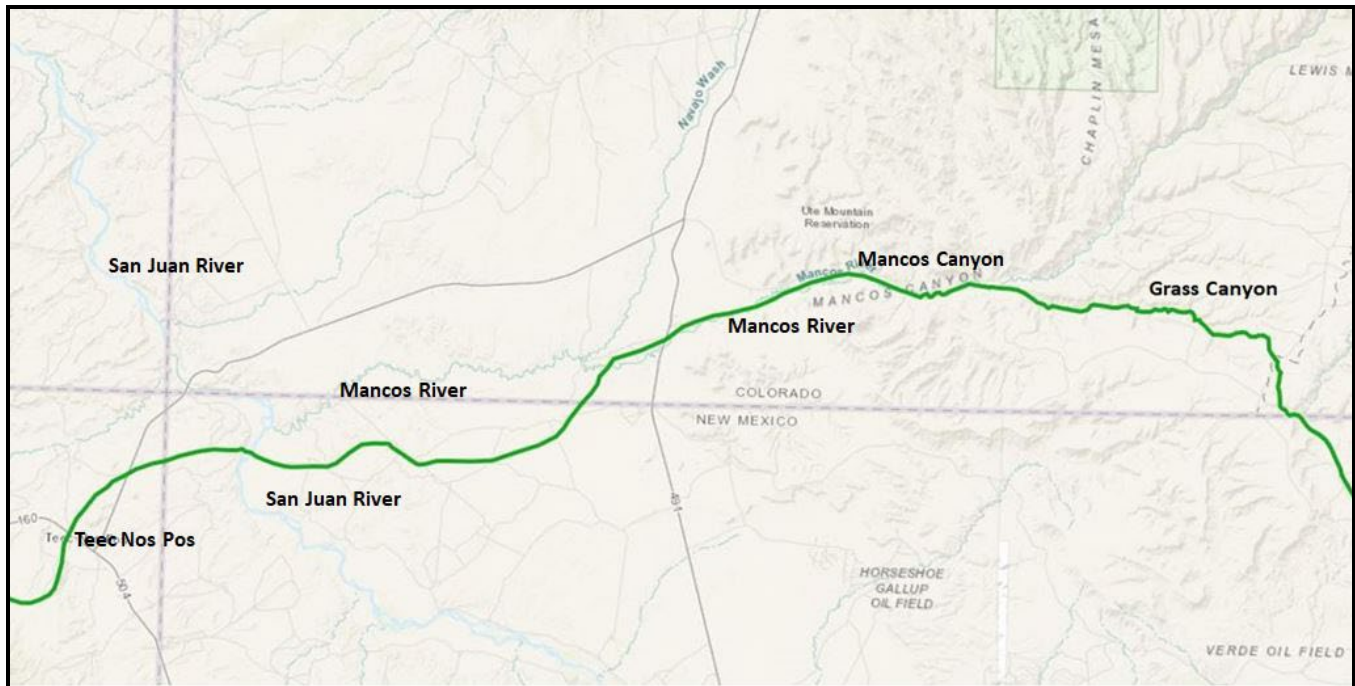 CHAPLIN MESA
LEWIS M
Navajo Wash
Ute Mountain
Reservation
San Juan River
Mancos Canyon
Mancos River
MANCOS CANYON
Grass Canyon
Mancos River
Mancos River
COLORADO
NEW MEXICO
San Juan River
491
160
Teec Nos Pos
504
HORSESHOE
GALLUP
OIL FIELD
VERDE OIL FIELD